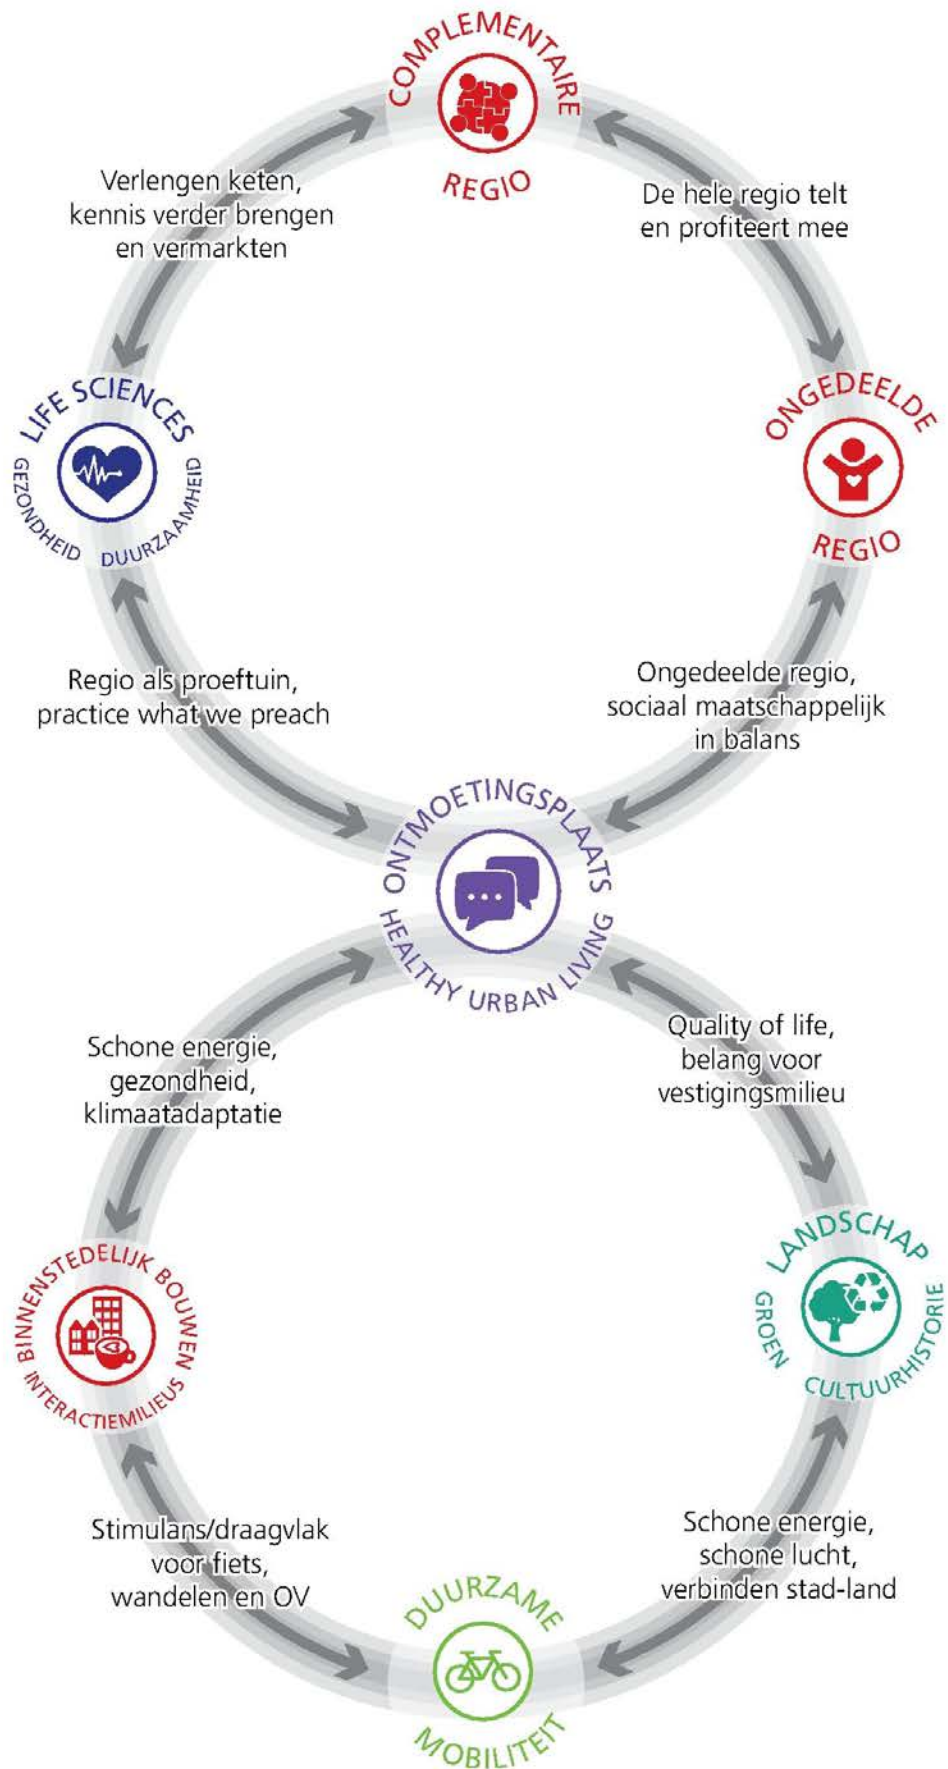 COMPLEMENTAIRE
REGIO
Verlengen keten,
kennis verder brengen
en vermarkten
De hele regio telt
en profiteert mee
LIFE SCIENCES
GEZONDHEID DUURZAAMHEID
ONGEDEELDE
REGIO
Regio als proeftuin,
practice what we preach
Ongedeelde regio,
sociaal maatschappelijk
in balans
ONTMOETINGSPLAATS
HEALTHY URBAN LIVING
Schone energie,
gezondheid,
klimaatadaptatie
Quality of life,
belang voor
vestigingsmilieu
BINNENSTEDELIJK BOUWEN
INTERACTIEMILIEUS
LANDSCHAP
GROEN CULTUURHISTORIE
Stimulans/draagvlak
voor fiets,
wandelen en OV
Schone energie,
schone lucht,
verbinden stad-land
DUURZAME
MOBILITEIT